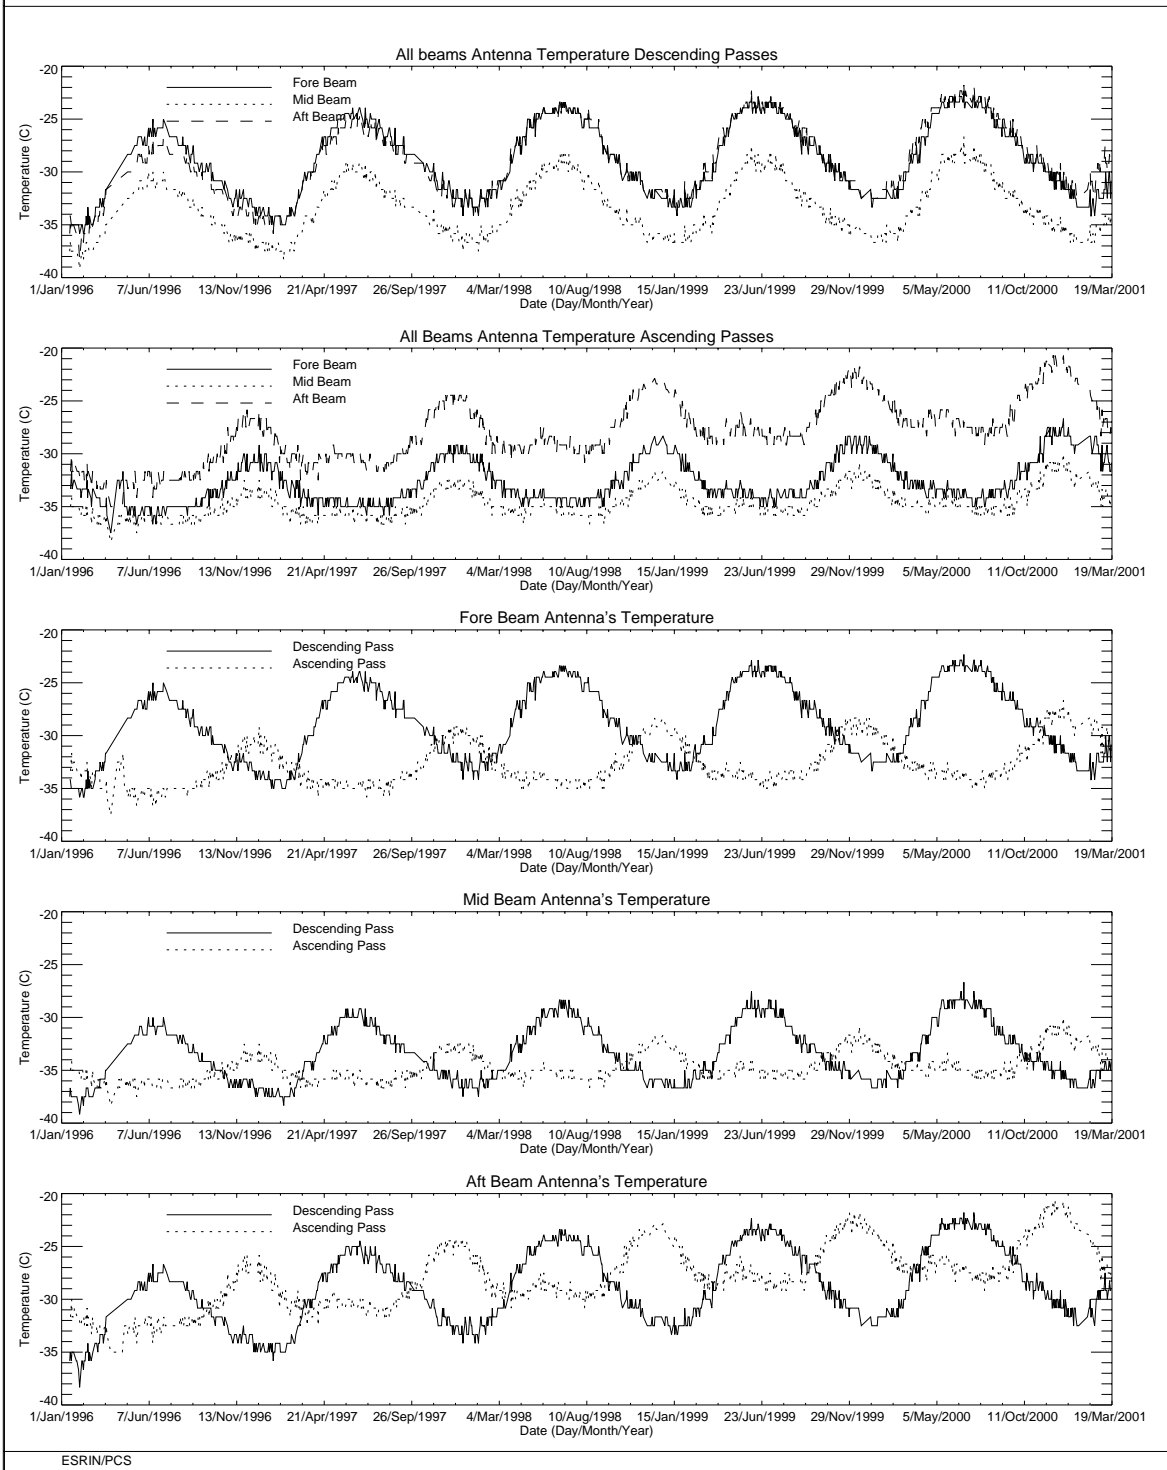 All beams Antenna Temperature Descending Passes
Fore Beam
Mid Beam
Aft Beam
Temperature (C)
-20
-25
-30
-35
-40
1/Jan/1996 7/Jun/1996 13/Nov/1996 21/Apr/1997 26/Sep/1997 4/Mar/1998 10/Aug/1998 15/Jan/1999 23/Jun/1999 29/Nov/1999 5/May/2000 11/Oct/2000 19/Mar/2001
Date (Day/Month/Year)
All Beams Antenna Temperature Ascending Passes
Fore Beam
Mid Beam
Aft Beam
Temperature (C)
-20
-25
-30
-35
-40
1/Jan/1996 7/Jun/1996 13/Nov/1996 21/Apr/1997 26/Sep/1997 4/Mar/1998 10/Aug/1998 15/Jan/1999 23/Jun/1999 29/Nov/1999 5/May/2000 11/Oct/2000 19/Mar/2001
Date (Day/Month/Year)
Fore Beam Antenna's Temperature
Descending Pass
Ascending Pass
Temperature (C)
-20
-25
-30
-35
-40
1/Jan/1996 7/Jun/1996 13/Nov/1996 21/Apr/1997 26/Sep/1997 4/Mar/1998 10/Aug/1998 15/Jan/1999 23/Jun/1999 29/Nov/1999 5/May/2000 11/Oct/2000 19/Mar/2001
Date (Day/Month/Year)
Mid Beam Antenna's Temperature
Descending Pass
Ascending Pass
Temperature (C)
-20
-25
-30
-35
-40
1/Jan/1996 7/Jun/1996 13/Nov/1996 21/Apr/1997 26/Sep/1997 4/Mar/1998 10/Aug/1998 15/Jan/1999 23/Jun/1999 29/Nov/1999 5/May/2000 11/Oct/2000 19/Mar/2001
Date (Day/Month/Year)
Aft Beam Antenna's Temperature
Descending Pass
Ascending Pass
Temperature (C)
-20
-25
-30
-35
-40
1/Jan/1996 7/Jun/1996 13/Nov/1996 21/Apr/1997 26/Sep/1997 4/Mar/1998 10/Aug/1998 15/Jan/1999 23/Jun/1999 29/Nov/1999 5/May/2000 11/Oct/2000 19/Mar/2001
Date (Day/Month/Year)
ESRIN/PCS